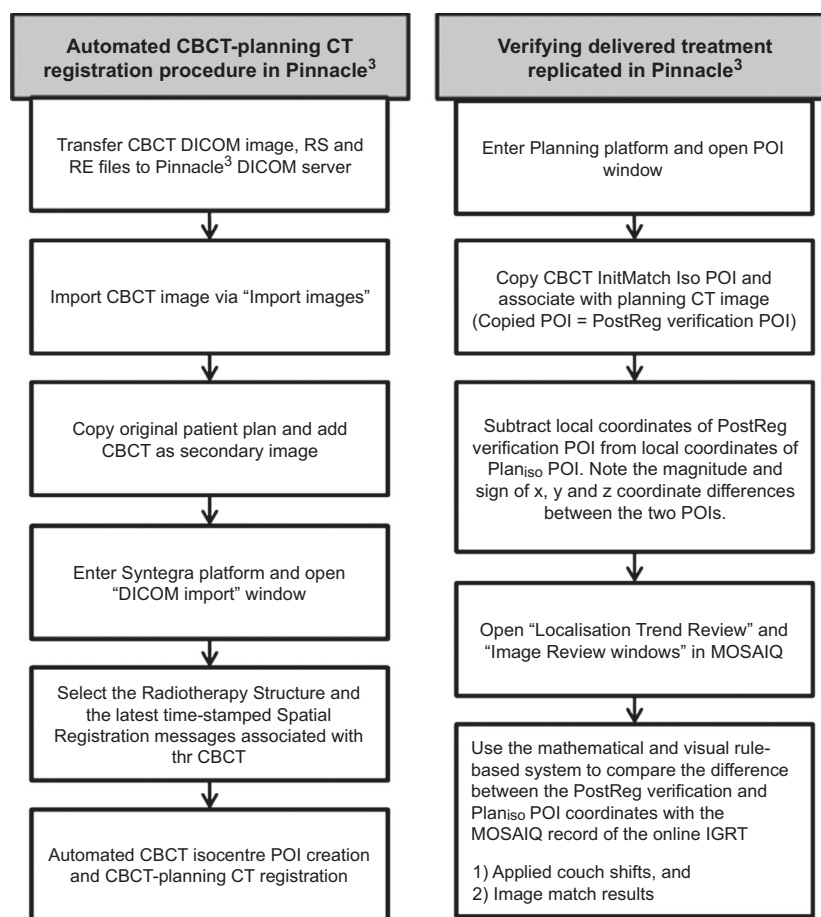 Automated CBCT-planning CT
registration procedure in Pinnacle³
Transfer CBCT DICOM image, RS and
RE files to Pinnacle³ DICOM server
Import CBCT image via “Import images”
Copy original patient plan and add
CBCT as secondary image
Enter Syntegra platform and open
“DICOM import” window
Select the Radiotherapy Structure and
the latest time-stamped Spatial
Registration messages associated with
thr CBCT
Automated CBCT isocentre POI creation
and CBCT-planning CT registration
Verifying delivered treatment
replicated in Pinnacle³
Enter Planning platform and open POI
window
Copy CBCT InitMatch Iso POI and
associate with planning CT image
(Copied POI = PostReg verification POI)
Subtract local coordinates of PostReg
verification POI from local coordinates of
Planiso POI. Note the magnitude and
sign of x, y and z coordinate differences
between the two POIs.
Open “Localisation Trend Review” and
“Image Review windows” in MOSAIQ
Use the mathematical and visual rule-
based system to compare the difference
between the PostReg verification and
Planiso POI coordinates with the
MOSAIQ record of the online IGRT
1) Applied couch shifts, and
2) Image match results